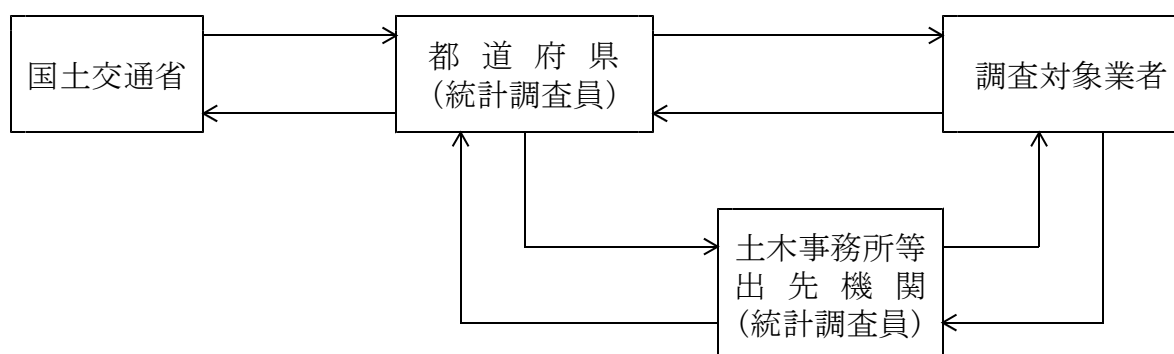 国土交通省
都道府県
(統計調査員)
調査対象業者
土木事務所等
出先機関
(統計調査員)